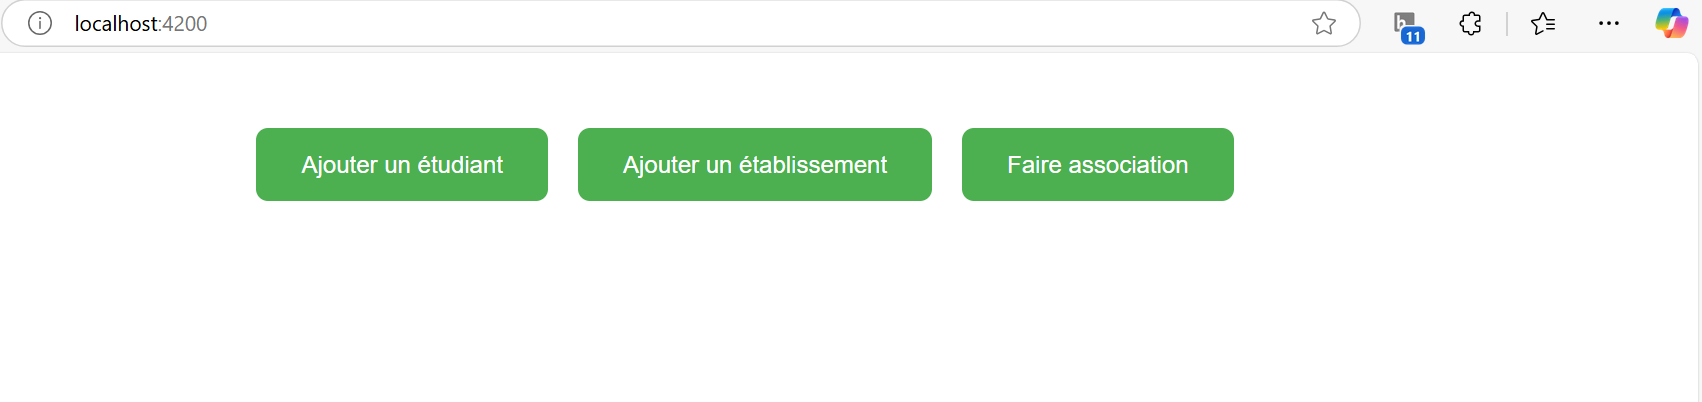 localhost:4200
11
Ajouter un étudiant
Ajouter un établissement
Faire association